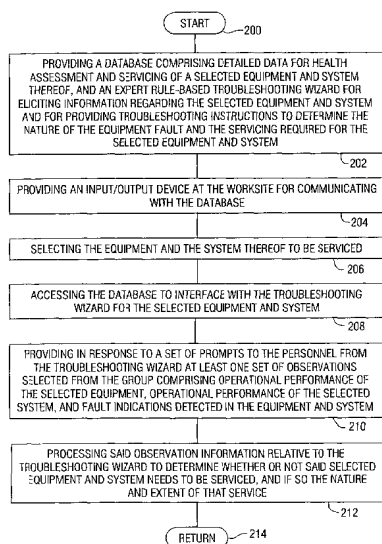 START
200
PROVIDING A DATABASE COMPRISING DETAILED DATA FOR HEALTH
ASSESSMENT AND SERVICING OF A SELECTED EQUIPMENT AND SYSTEM
THEREOF, AND AN EXPERT RULE-BASED TROUBLESHOOTING WIZARD FOR
ELICITING INFORMATION REGARDING THE SELECTED EQUIPMENT AND SYSTEM
AND FOR PROVIDING TROUBLESHOOTING INSTRUCTIONS TO DETERMINE THE
NATURE OF THE EQUIPMENT FAULT AND THE SERVICING REQUIRED FOR THE
SELECTED EQUIPMENT AND SYSTEM
202
PROVIDING AN INPUT/OUTPUT DEVICE AT THE WORKSITE FOR COMMUNICATING
WITH THE DATABASE
204
SELECTING THE EQUIPMENT AND THE SYSTEM THEREOF TO BE SERVICED
206
ACCESSING THE DATABASE TO INTERFACE WITH THE TROUBLESHOOTING
WIZARD FOR THE SELECTED EQUIPMENT AND SYSTEM
208
PROVIDING IN RESPONSE TO A SET OF PROMPTS TO THE PERSONNEL FROM
THE TROUBLESHOOTING WIZARD AT LEAST ONE SET OF OBSERVATIONS
SELECTED FROM THE GROUP COMPRISING OPERATIONAL PERFORMANCE OF
THE SELECTED EQUIPMENT, OPERATIONAL PERFORMANCE OF THE SELECTED
SYSTEM, AND FAULT INDICATIONS DETECTED IN THE EQUIPMENT AND SYSTEM
210
PROCESSING SAID OBSERVATION INFORMATION RELATIVE TO THE
TROUBLESHOOTING WIZARD TO DETERMINE WHETHER OR NOT SAID SELECTED
EQUIPMENT AND SYSTEM NEEDS TO BE SERVICED, AND IF SO THE NATURE
AND EXTENT OF THAT SERVICE
212
RETURN
214